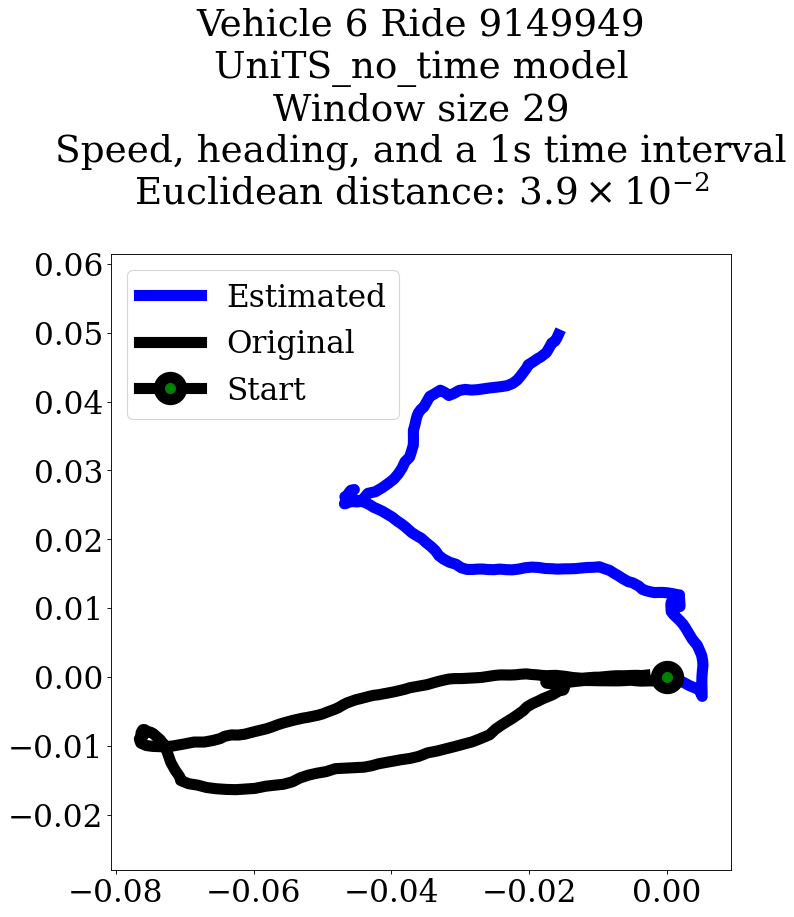 Vehicle 6 Ride 9149949
UniTS_no_time model
Window size 29
Speed, heading, and a 1s time interval
Euclidean distance: $3.9 \times 10^{-2}$
0.06
0.05
0.04
0.03
0.02
0.01
0.00
−0.01
−0.02
Estimated
Original
Start
−0.08 −0.06 −0.04 −0.02 0.00